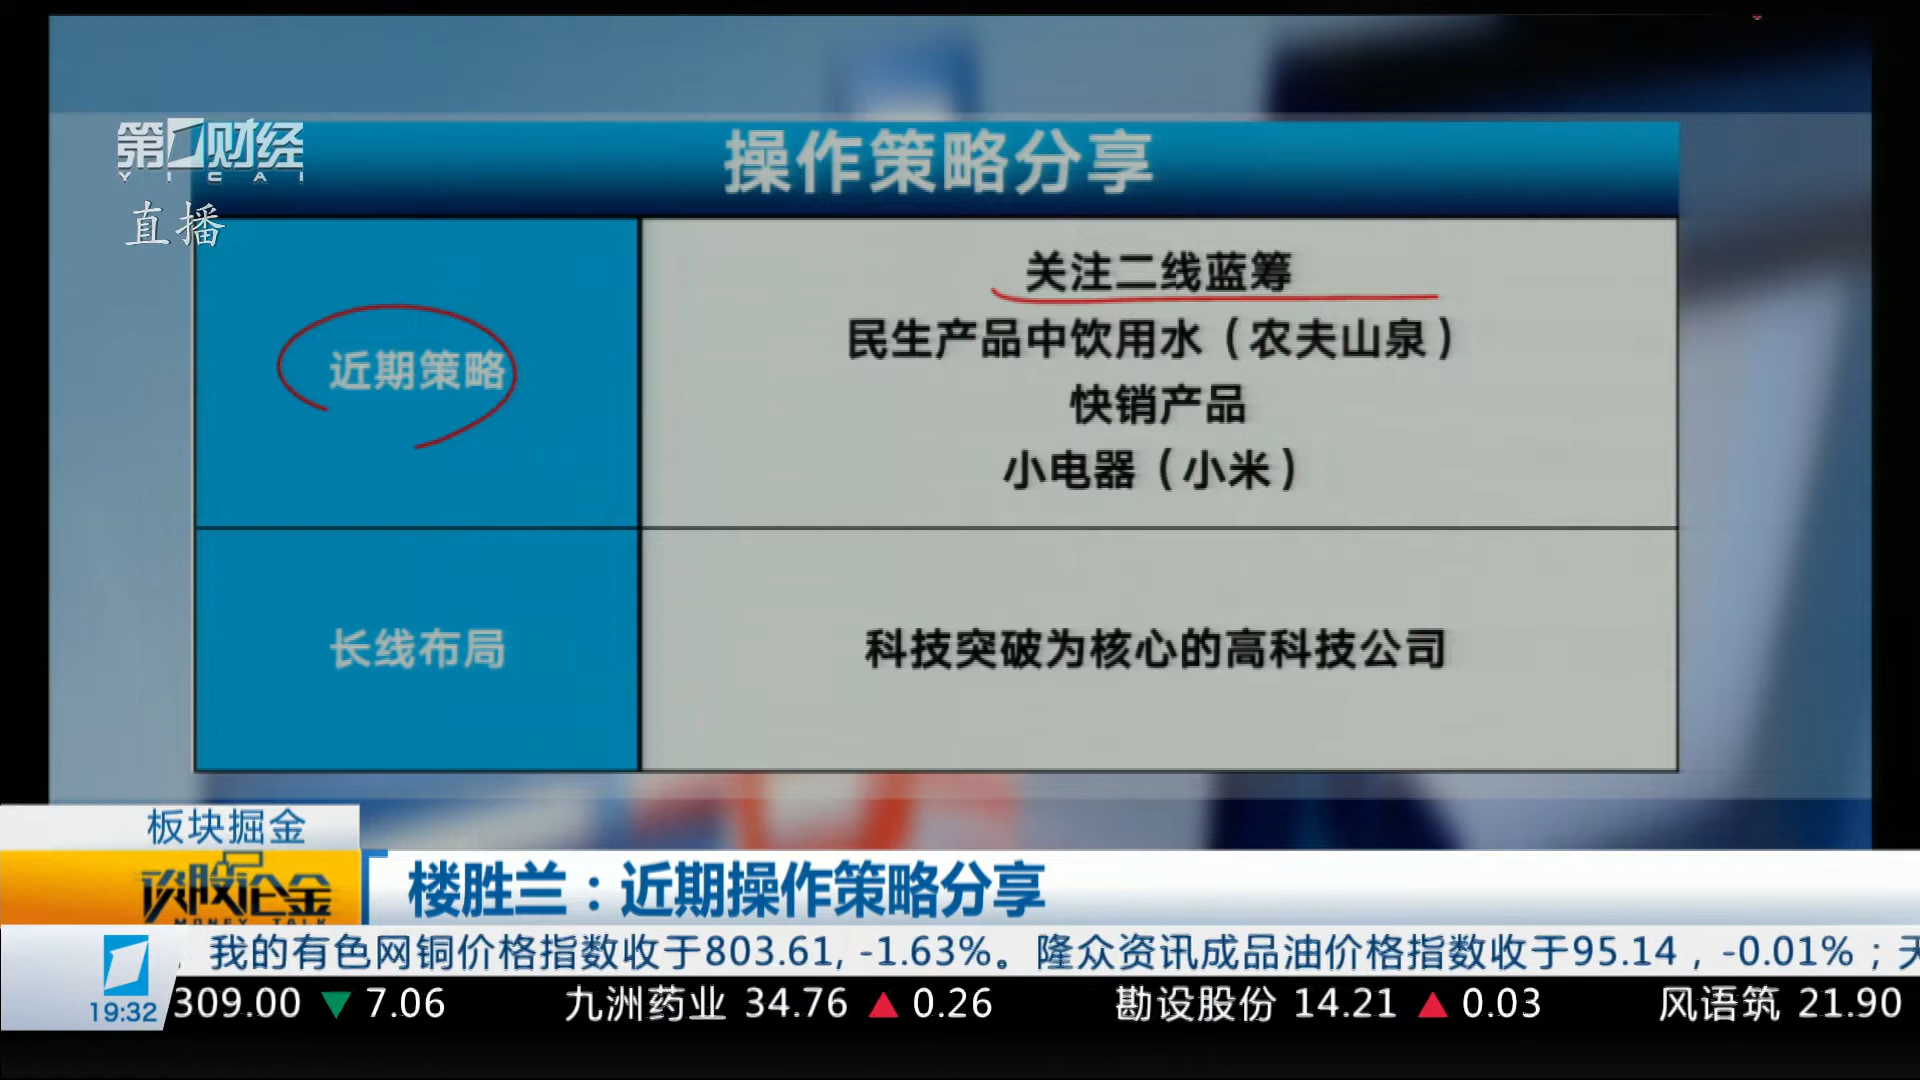 操作策略分享
第1财经
YICAI
直播
近期策略
关注二线蓝筹
民生产品中饮用水（农夫山泉）
快销产品
小电器（小米）
长线布局
科技突破为核心的高科技公司
板块掘金
谈股论金
MONEY TALK
楼胜兰：近期操作策略分享
我的有色网铜价格指数收于803.61, -1.63%。隆众资讯成品油价格指数收于95.14，-0.01%；天
19:32
309.00 ▼ 7.06 九洲药业 34.76 ▲ 0.26 勘设股份 14.21 ▲ 0.03 风语筑 21.90